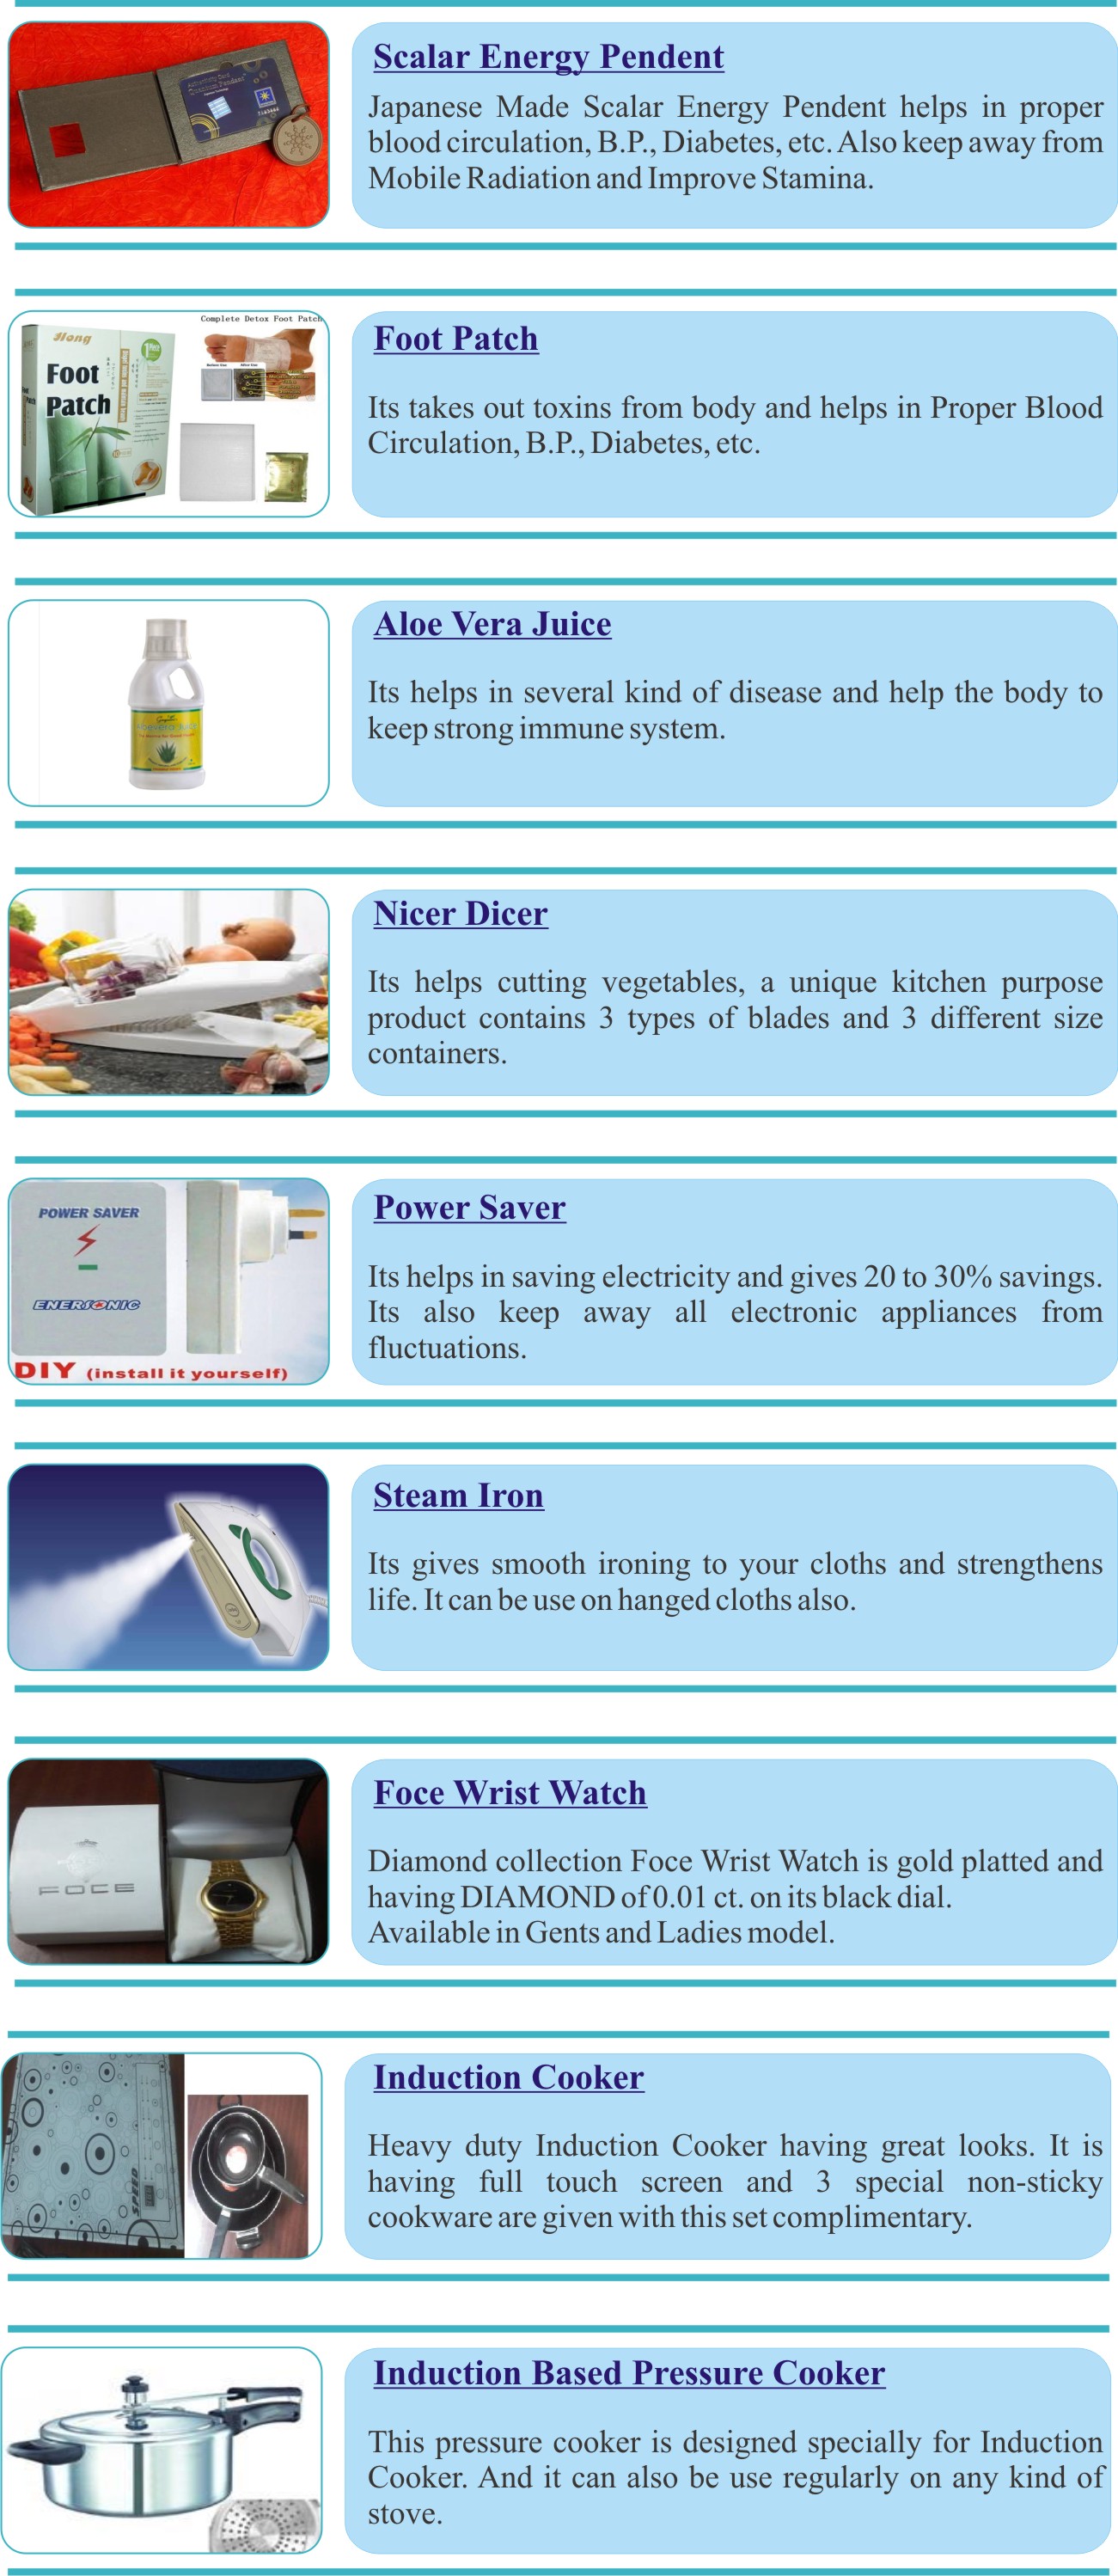 Scalar Energy Pendent
Japanese Made Scalar Energy Pendent helps in proper
blood circulation, B.P., Diabetes, etc. Also keep away from
Mobile Radiation and Improve Stamina.
Complete Detox Foot Patch
Hong
Foot
Patch
Foot Patch
Its takes out toxins from body and helps in Proper Blood
Circulation, B.P., Diabetes, etc.
Aloe Vera Juice
Its helps in several kind of disease and help the body to
keep strong immune system.
Nicer Dicer
Its helps cutting vegetables, a unique kitchen purpose
product contains 3 types of blades and 3 different size
containers.
POWER SAVER
ENERSONIC
DIY (install it yourself)
Power Saver
Its helps in saving electricity and gives 20 to 30% savings.
Its also keep away all electronic appliances from
fluctuations.
Steam Iron
Its gives smooth ironing to your cloths and strengthens
life. It can be use on hanged cloths also.
FOCE
Foce Wrist Watch
Diamond collection Foce Wrist Watch is gold platted and
having DIAMOND of 0.01 ct. on its black dial.
Available in Gents and Ladies model.
SPEED
Induction Cooker
Heavy duty Induction Cooker having great looks. It is
having full touch screen and 3 special non-sticky
cookware are given with this set complimentary.
Induction Based Pressure Cooker
This pressure cooker is designed specially for Induction
Cooker. And it can also be use regularly on any kind of
stove.